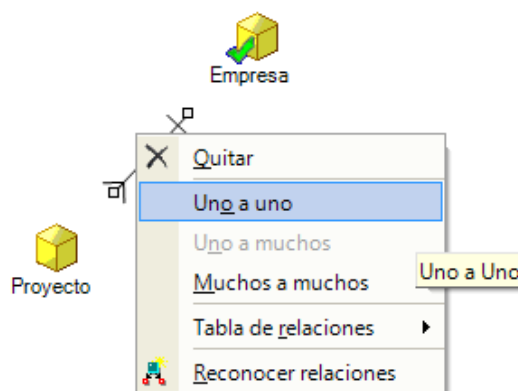 Empresa
Quitar
Uno a uno
Uno a muchos
Uno a Uno
Proyecto
Muchos a muchos
Tabla de relaciones
Reconocer relaciones